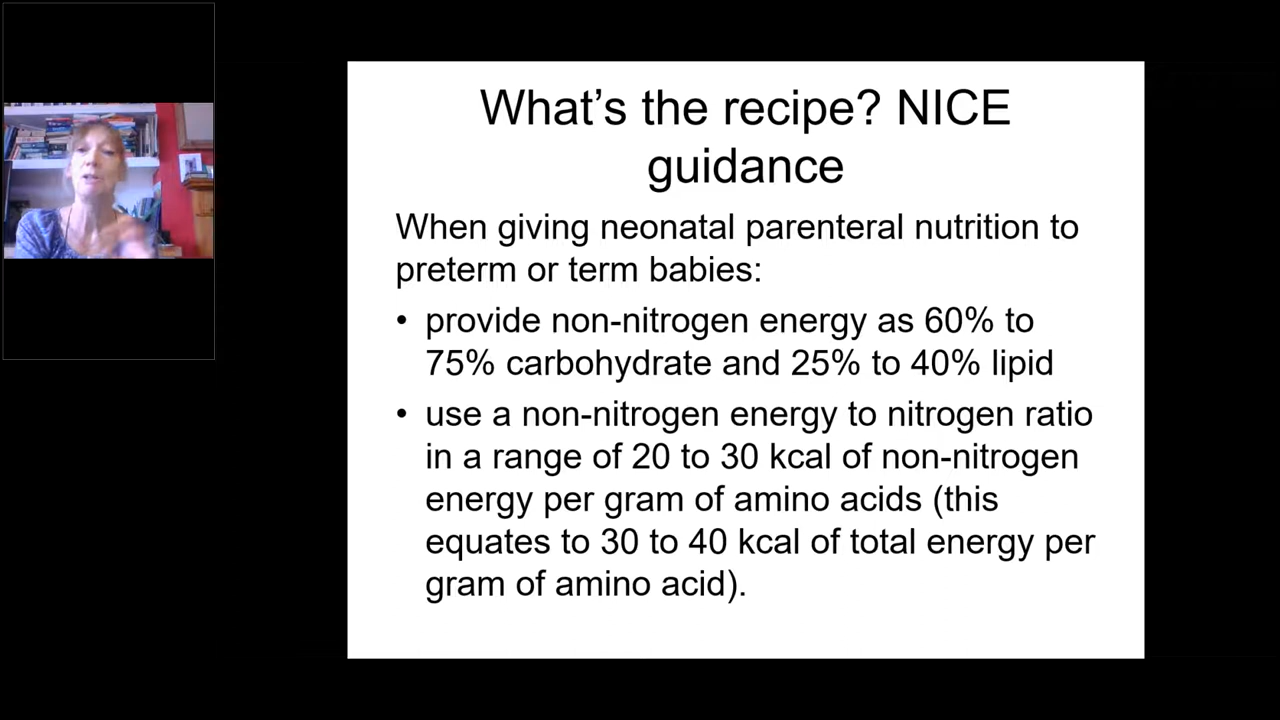 What's the recipe? NICE
guidance
When giving neonatal parenteral nutrition to
preterm or term babies:
• provide non-nitrogen energy as 60% to
75% carbohydrate and 25% to 40% lipid
• use a non-nitrogen energy to nitrogen ratio
in a range of 20 to 30 kcal of non-nitrogen
energy per gram of amino acids (this
equates to 30 to 40 kcal of total energy per
gram of amino acid).